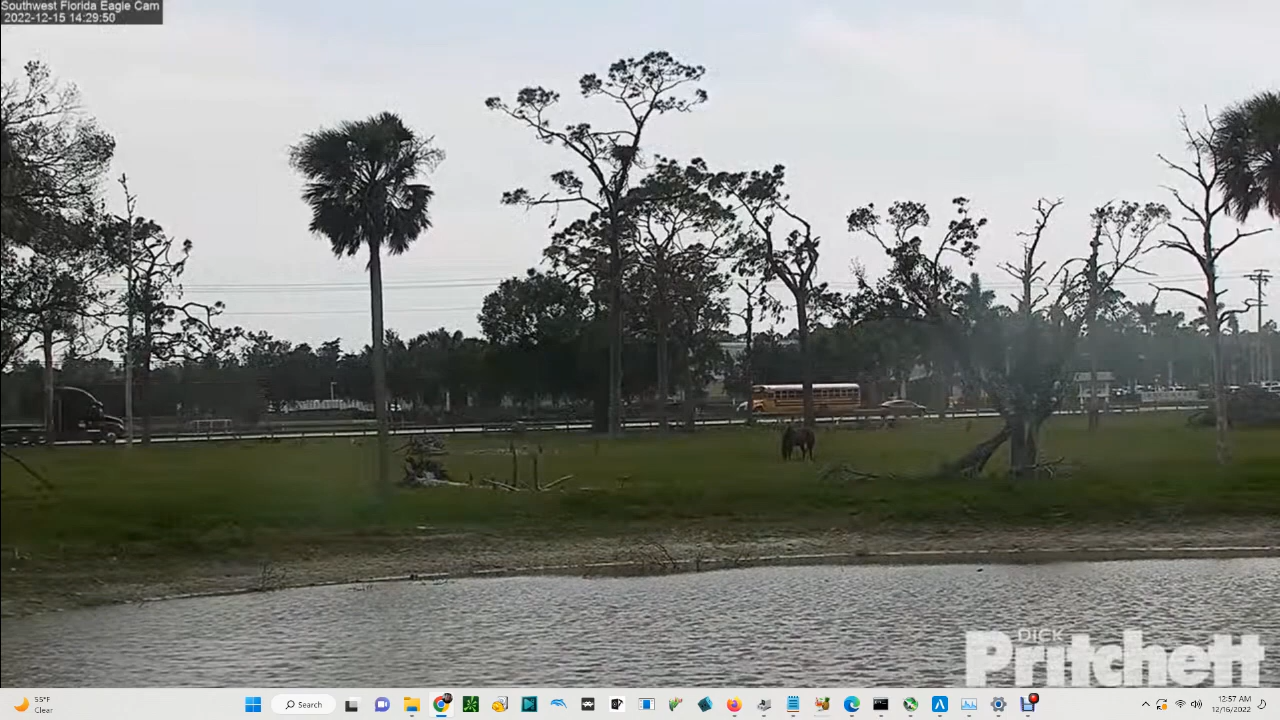 Southwest Florida Eagle Cam
2022-12-15 14:29:50
DICK
Pritchett
55°F
Clear
Search
12:57 AM
12/16/2022